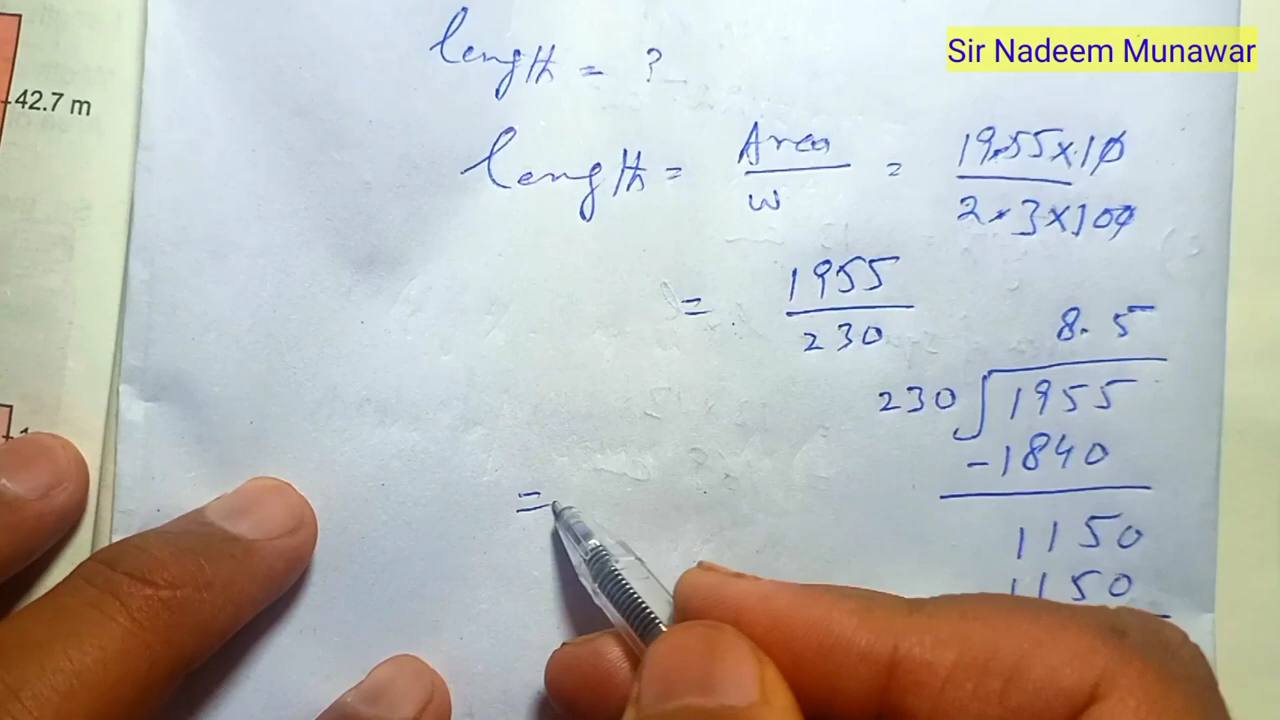 Sir Nadeem Munawar
42.7 m
length = ?
length = Area / w = 19.55 x 10 / 2.3 x 100
= 1955 / 230
8.5
230 1955
-1840
1150
1150
=